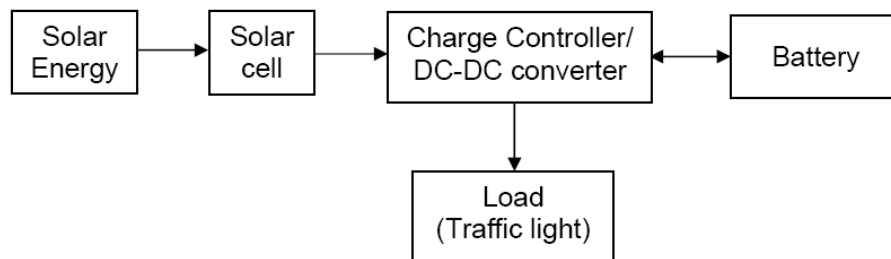 Solar
Energy
Solar
cell
Charge Controller/
DC-DC converter
Battery
Load
(Traffic light)